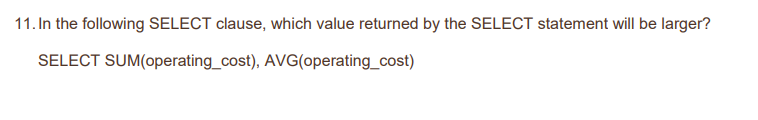 11. In the following SELECT clause, which value returned by the SELECT statement will be larger?
SELECT SUM(operating_cost), AVG(operating_cost)